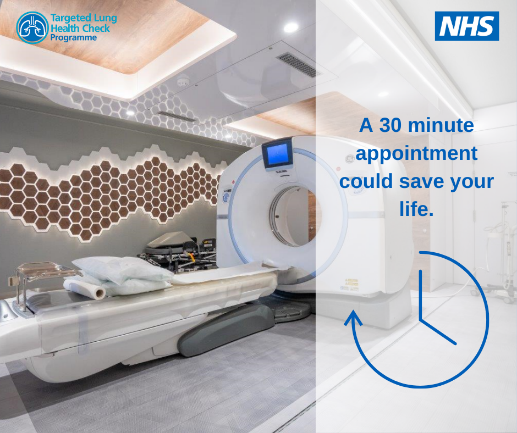 Targeted Lung
Health Check
Programme
NHS
A 30 minute
appointment
could save your
life.